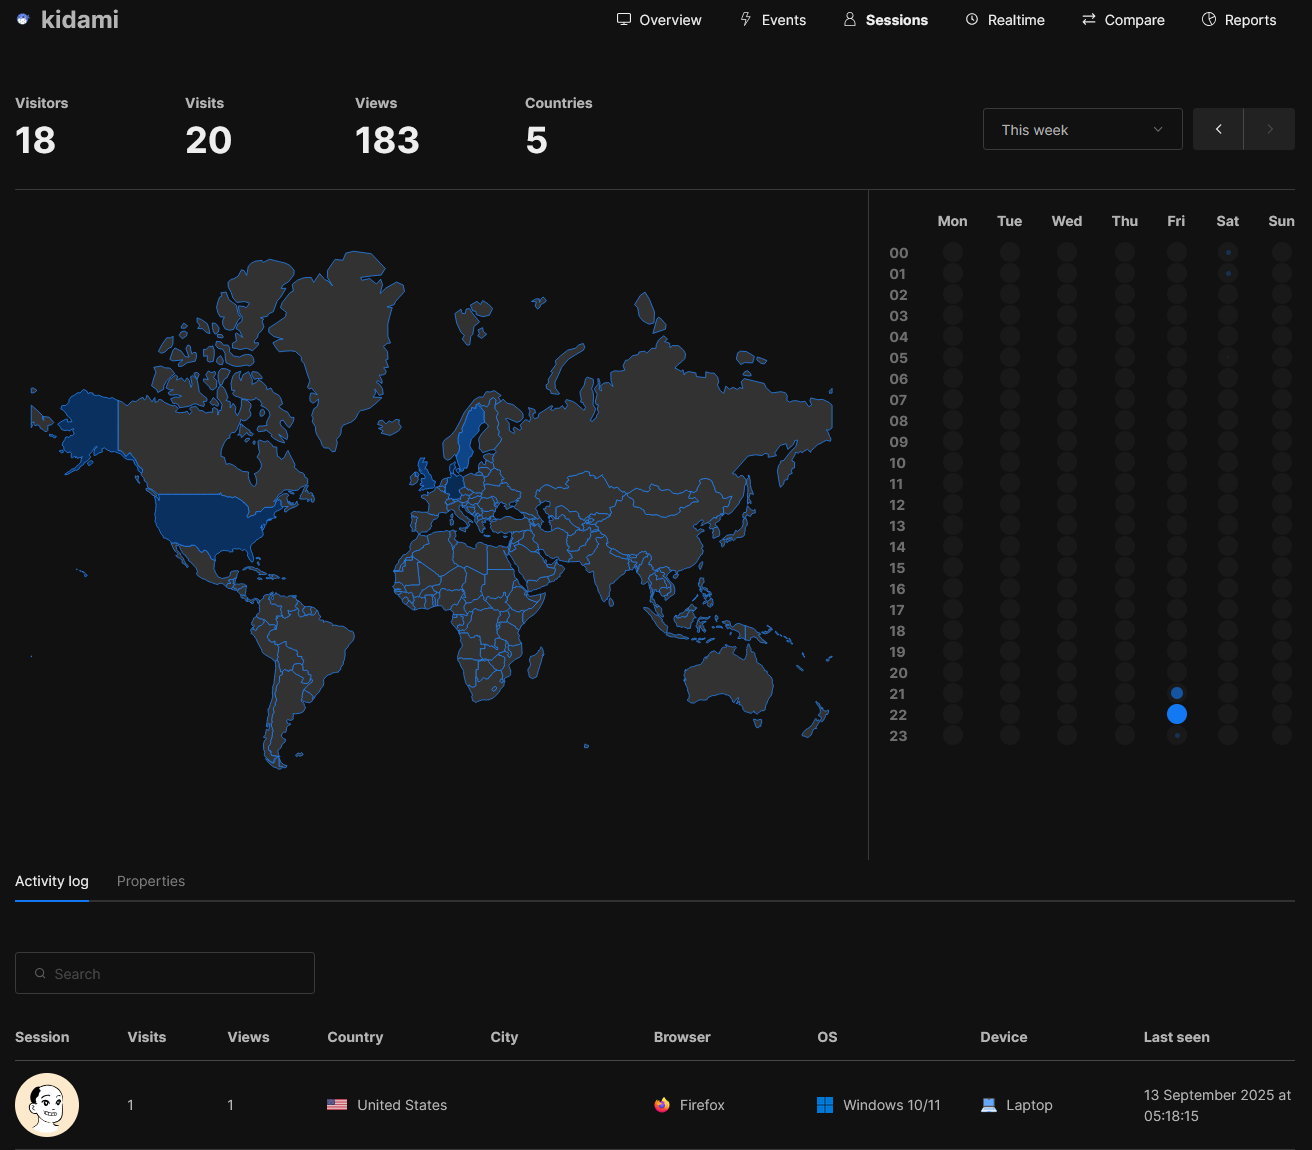 kidami
Overview Events Sessions Realtime Compare Reports
Visitors Visits Views Countries
18 20 183 5
This week
Mon Tue Wed Thu Fri Sat Sun
00
01
02
03
04
05
06
07
08
09
10
11
12
13
14
15
16
17
18
19
20
21
22
23
Activity log Properties
Search
Session Visits Views Country City Browser OS Device Last seen
1 1 United States Firefox Windows 10/11 Laptop 13 September 2025 at
05:18:15